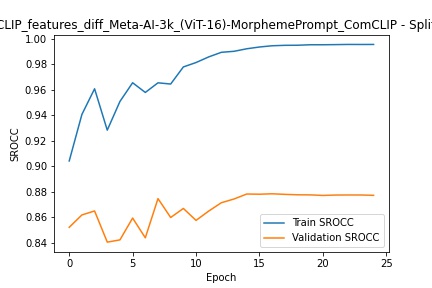 CLIP_features_diff_Meta-AI-3k_(ViT-16)-MorphemePrompt_ComCLIP - Spli
1.00
0.98
0.96
0.94
0.92
0.90
0.88
0.86
0.84
SROCC
Train SROCC
Validation SROCC
0 5 10 15 20 25
Epoch